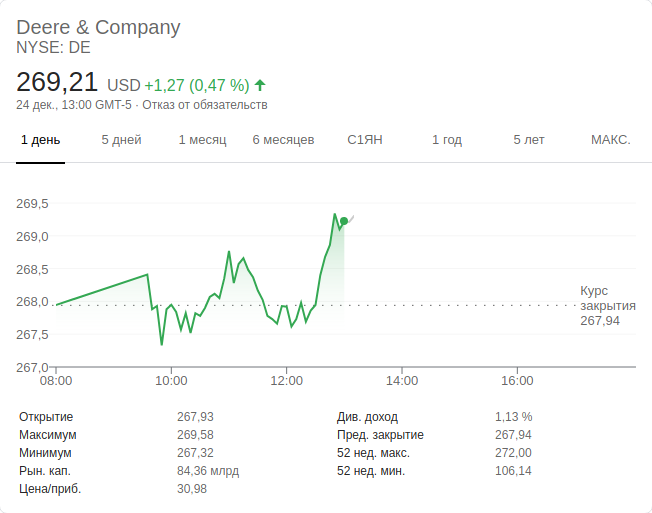 Deere & Company
NYSE: DE
269,21 USD +1,27 (0,47 %)
24 дек., 13:00 GMT-5 · Отказ от обязательств
1 день 5 дней 1 месяц 6 месяцев С1ЯН 1 год 5 лет МАКС.
269,5
269,0
268,5
268,0
267,5
267,0
Курс
закрытия
267,94
08:00 10:00 12:00 14:00 16:00
Открытие 267,93 Див. доход 1,13 %
Максимум 269,58 Пред. закрытие 267,94
Минимум 267,32 52 нед. макс. 272,00
Рын. кап. 84,36 млрд 52 нед. мин. 106,14
Цена/приб. 30,98